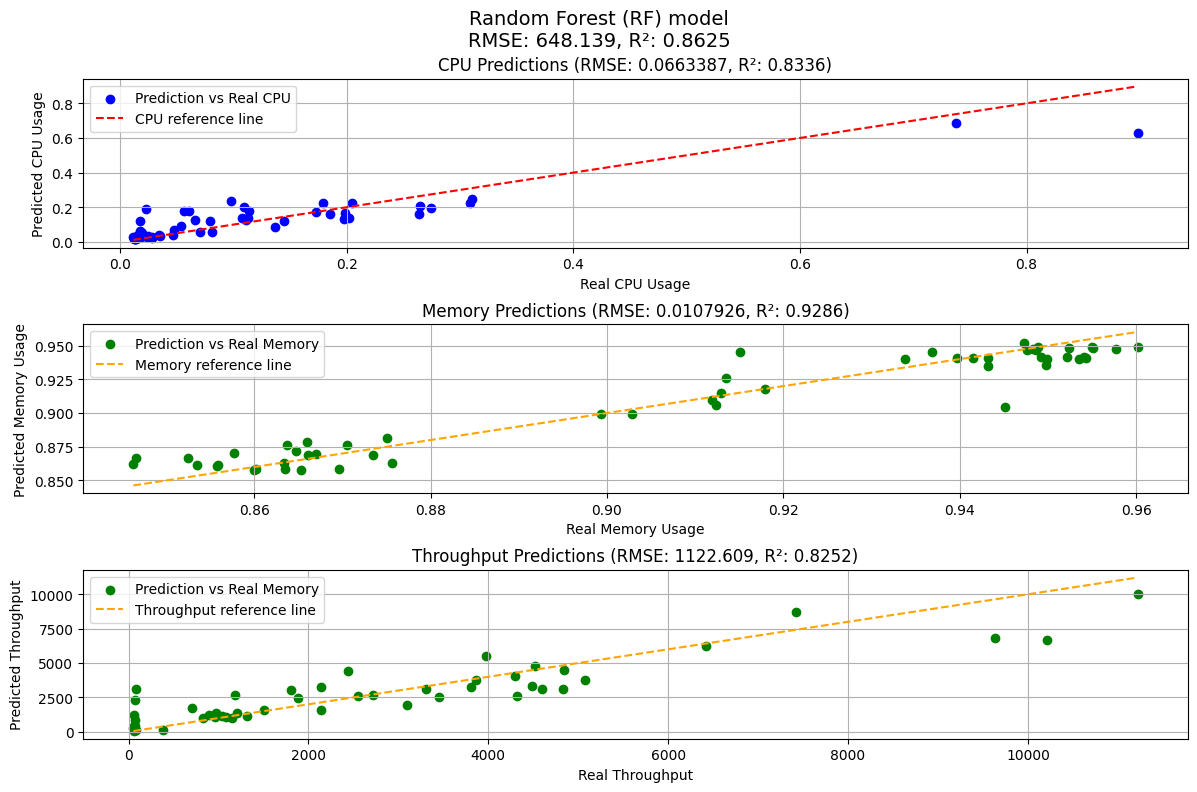 Random Forest (RF) model
RMSE: 648.139, R²: 0.8625
CPU Predictions (RMSE: 0.0663387, R²: 0.8336)
Predicted CPU Usage
0.8
0.6
0.4
0.2
0.0
Prediction vs Real CPU
CPU reference line
0.0 0.2 0.4 0.6 0.8
Real CPU Usage
Memory Predictions (RMSE: 0.0107926, R²: 0.9286)
Predicted Memory Usage
0.950
0.925
0.900
0.875
0.850
Prediction vs Real Memory
Memory reference line
0.86 0.88 0.90 0.92 0.94 0.96
Real Memory Usage
Throughput Predictions (RMSE: 1122.609, R²: 0.8252)
Predicted Throughput
10000
7500
5000
2500
0
Prediction vs Real Memory
Throughput reference line
0 2000 4000 6000 8000 10000
Real Throughput